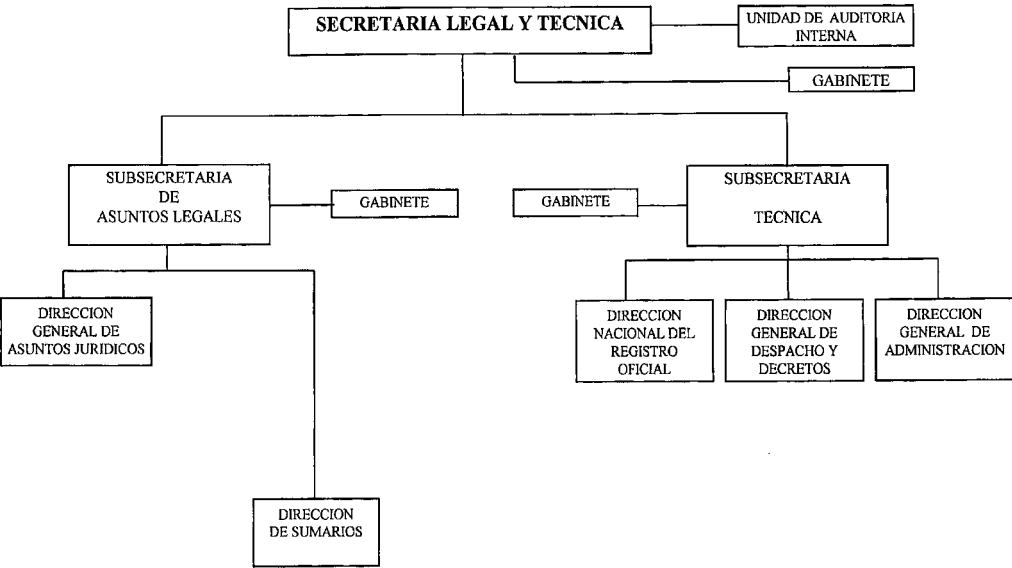 SECRETARIA LEGAL Y TECNICA
UNIDAD DE AUDITORIA
INTERNA
GABINETE
SUBSECRETARIA
DE
ASUNTOS LEGALES
GABINETE
GABINETE
SUBSECRETARIA
TECNICA
DIRECCION
GENERAL DE
ASUNTOS JURIDICOS
DIRECCION
NACIONAL DEL
REGISTRO
OFICIAL
DIRECCION
GENERAL DE
DESPACHO Y
DECRETOS
DIRECCION
GENERAL DE
ADMINISTRACION
DIRECCION
DE SUMARIOS